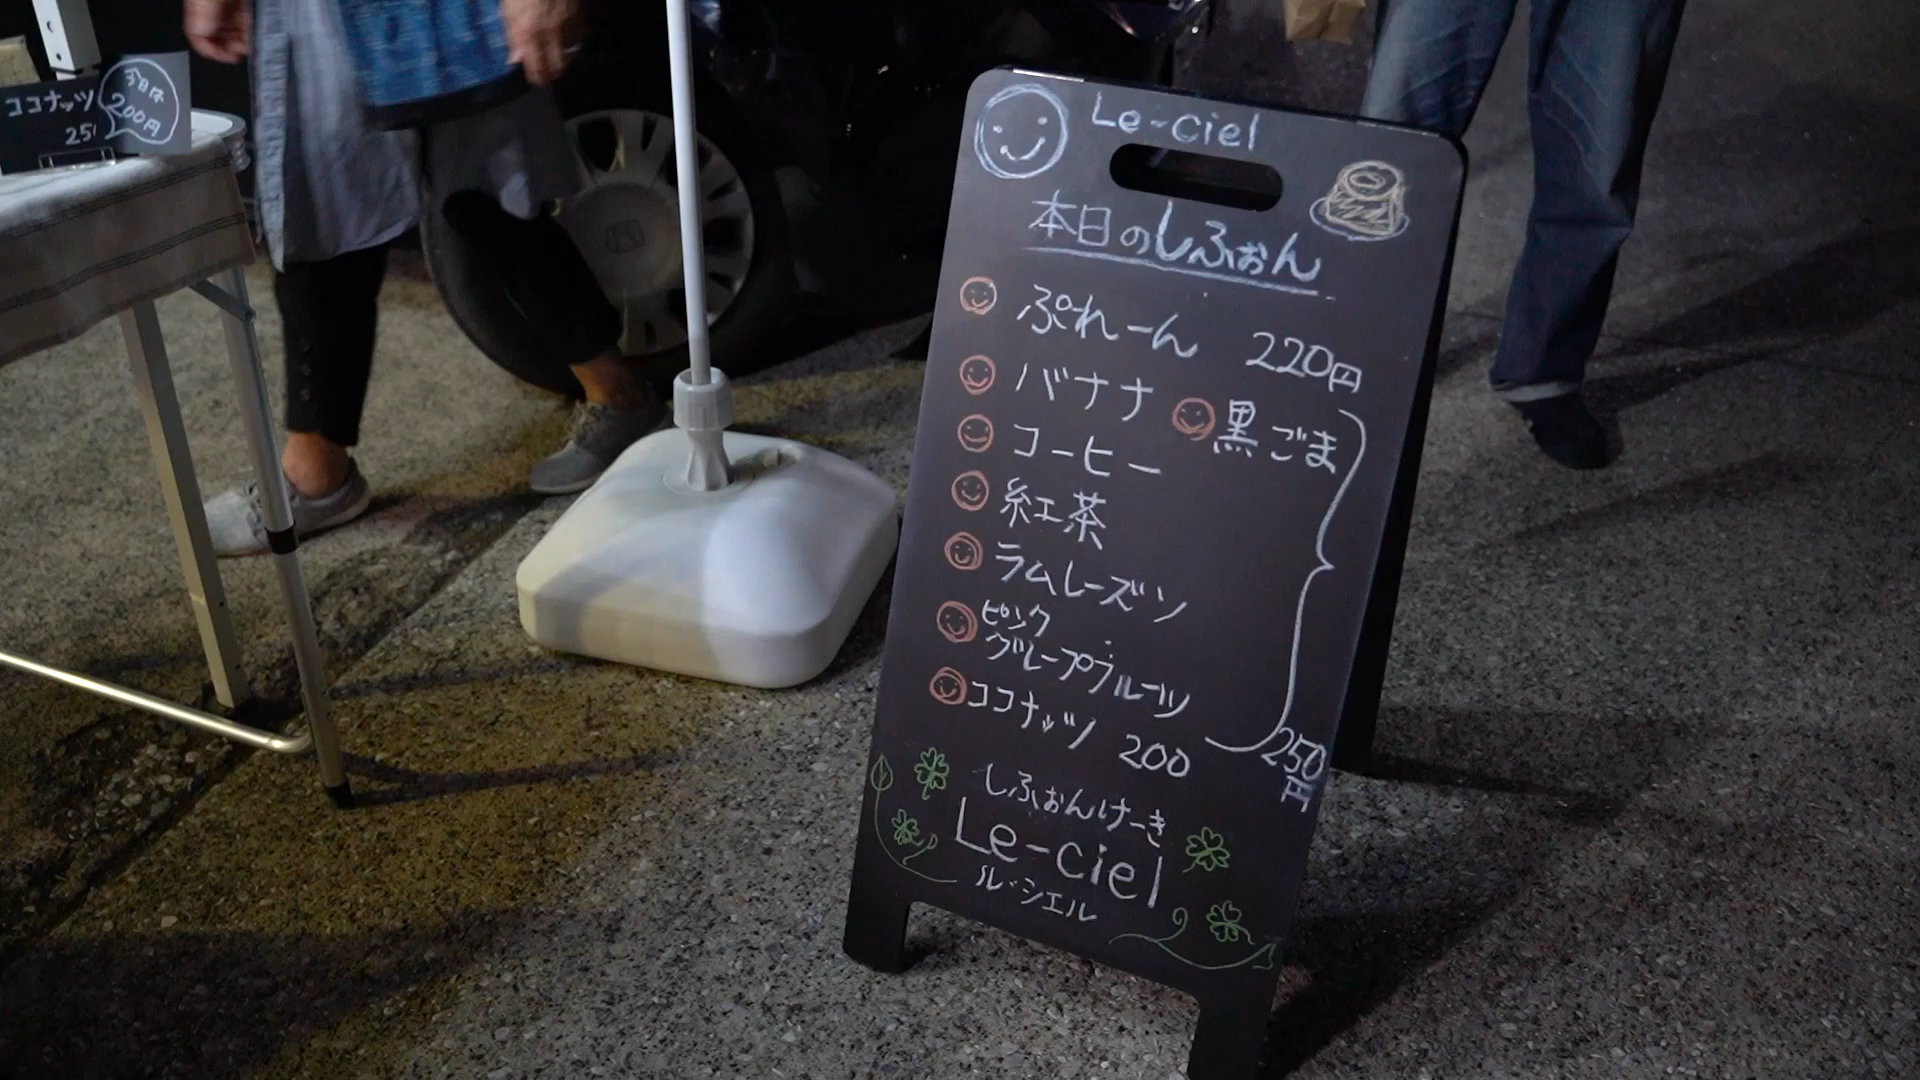 ココナッツ
25
今日は
200円
Le-ciel
本日のしふぉん
ぷれーん 220円
バナナ 黒ごま
コーヒー
紅茶
ラムレーズン
ピンク
グレープフルーツ
ココナッツ 200
250
円
しふぉんけーき
Le-ciel
ル・シエル